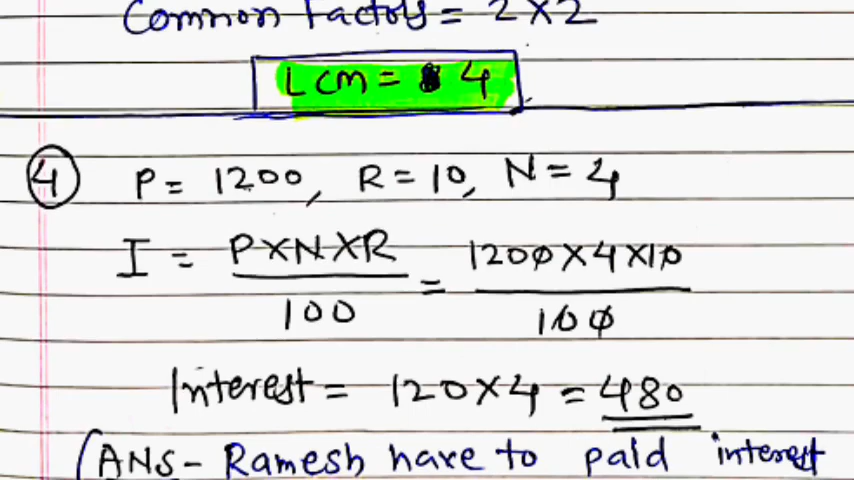 Common Factors = 2×2
LCM = 4
④ P = 1200, R = 10, N = 4
I = P×N×R / 100 = 1200×4×10 / 100
Interest = 120×4 = 480
(ANS - Ramesh have to paid interest